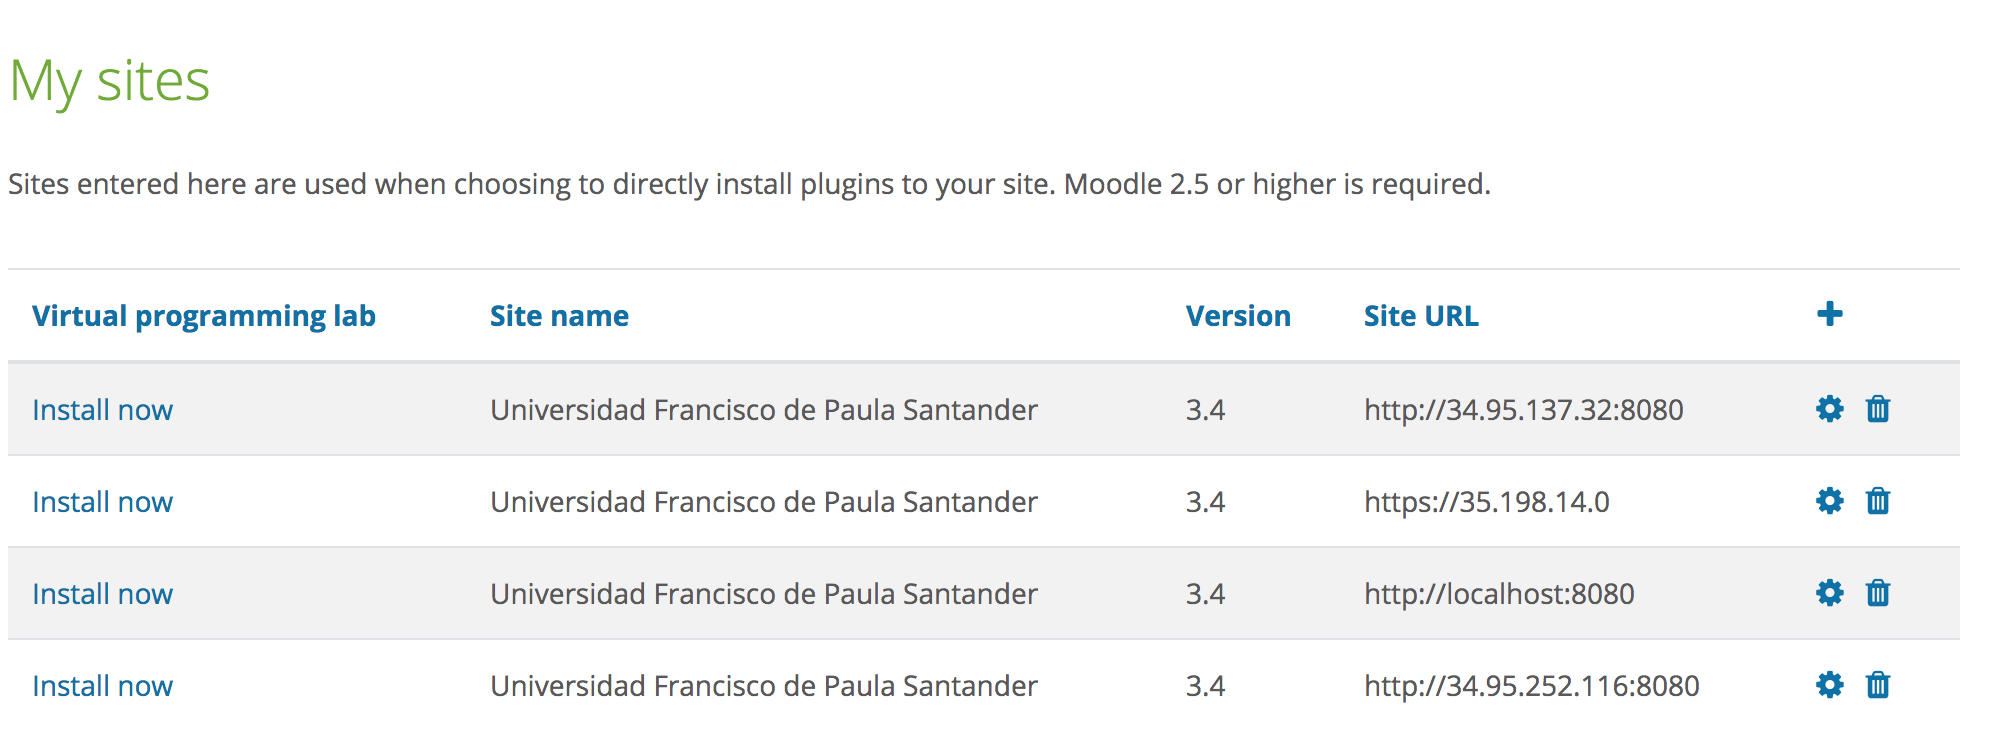 My sites
Sites entered here are used when choosing to directly install plugins to your site. Moodle 2.5 or higher is required.
Virtual programming lab Site name Version Site URL
Install now Universidad Francisco de Paula Santander 3.4 http://34.95.137.32:8080
Install now Universidad Francisco de Paula Santander 3.4 https://35.198.14.0
Install now Universidad Francisco de Paula Santander 3.4 http://localhost:8080
Install now Universidad Francisco de Paula Santander 3.4 http://34.95.252.116:8080